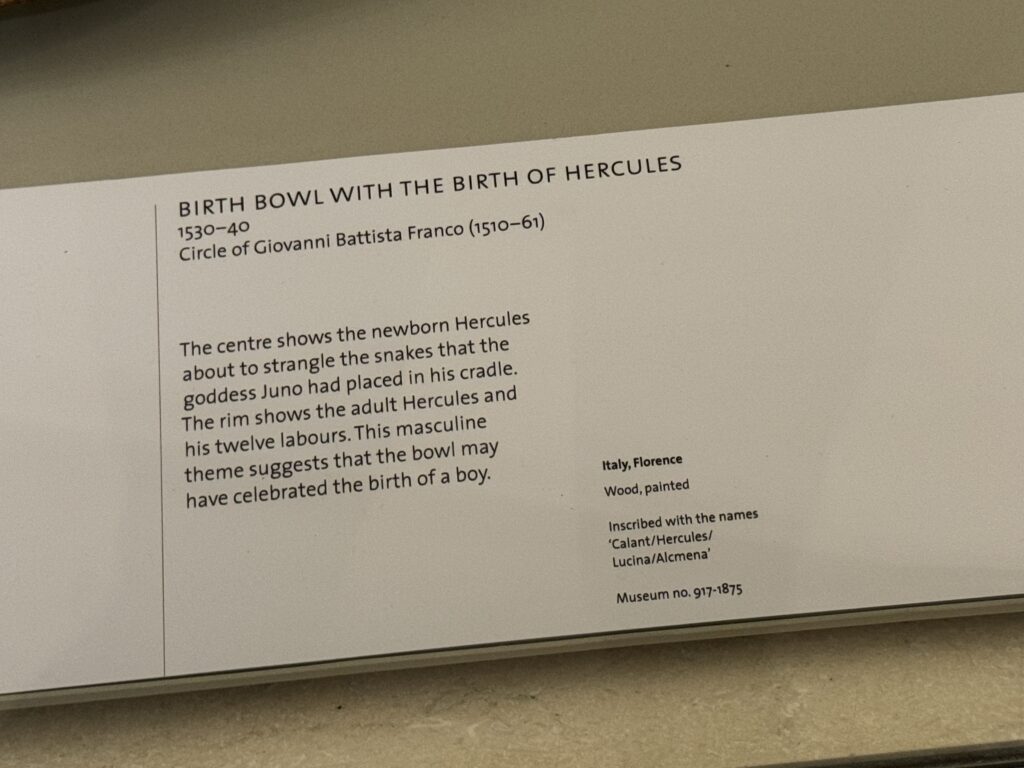 BIRTH BOWL WITH THE BIRTH OF HERCULES
1530–40
Circle of Giovanni Battista Franco (1510–61)
The centre shows the newborn Hercules
about to strangle the snakes that the
goddess Juno had placed in his cradle.
The rim shows the adult Hercules and
his twelve labours. This masculine
theme suggests that the bowl may
have celebrated the birth of a boy.
Italy, Florence
Wood, painted
Inscribed with the names
‘Calant/Hercules/
Lucina/Alcmena’
Museum no. 917-1875